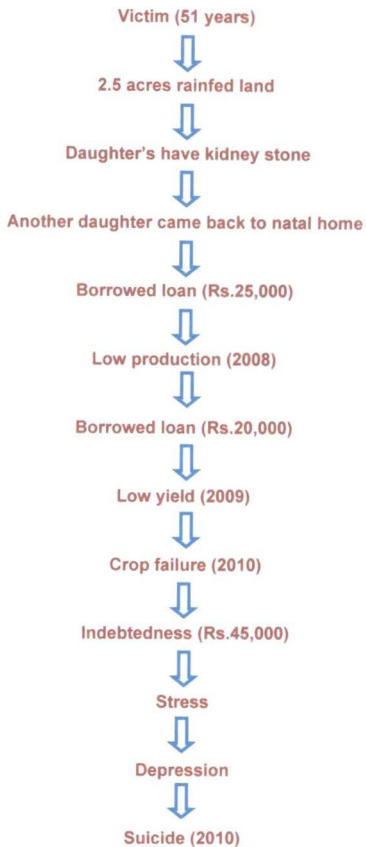 Victim (51 years)
2.5 acres rainfed land
Daughter's have kidney stone
Another daughter came back to natal home
Borrowed loan (Rs.25,000)
Low production (2008)
Borrowed loan (Rs.20,000)
Low yield (2009)
Crop failure (2010)
Indebtedness (Rs.45,000)
Stress
Depression
Suicide (2010)